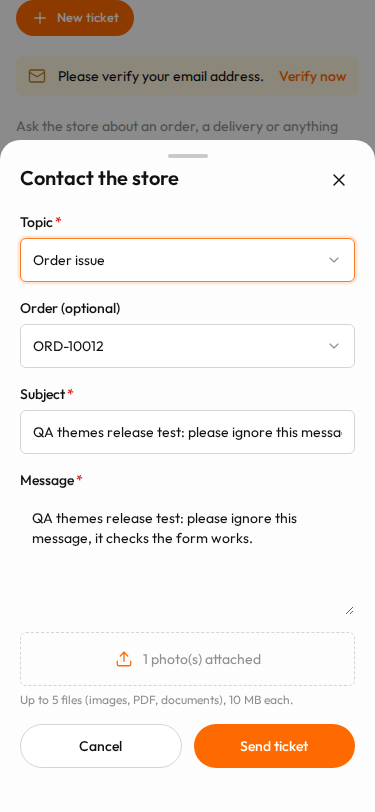 New ticket
Please verify your email address. Verify now
Ask the store about an order, a delivery or anything
Contact the store
Topic *
Order issue
Order (optional)
ORD-10012
Subject *
QA themes release test: please ignore this messa
Message *
QA themes release test: please ignore this
message, it checks the form works.
1 photo(s) attached
Up to 5 files (images, PDF, documents), 10 MB each.
Cancel
Send ticket